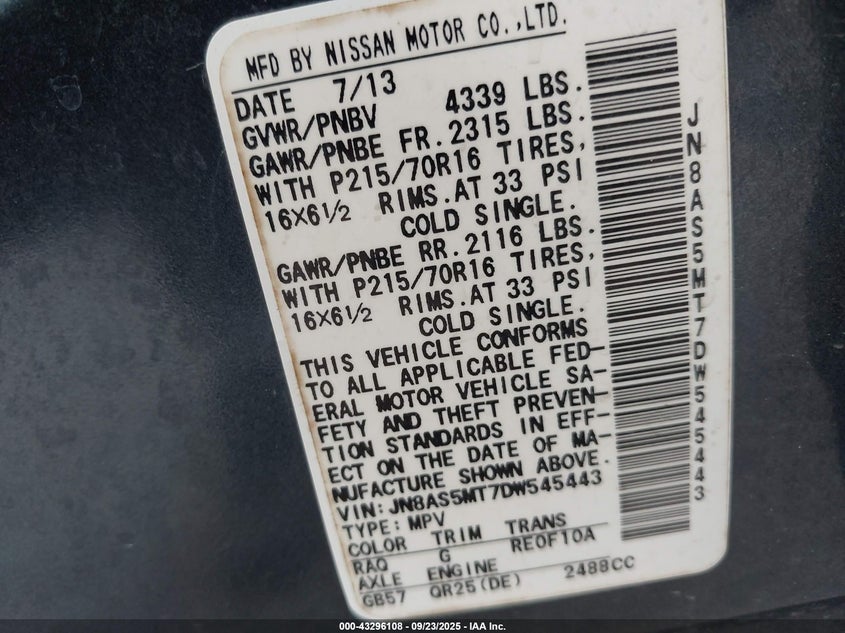 MFD BY NISSAN MOTOR CO.,LTD.
DATE 7/13
GVWR/PNBV 4339 LBS.
GAWR/PNBE FR. 2315 LBS.
WITH P215/70R16 TIRES,
16X6½ RIMS.AT 33 PSI
COLD SINGLE.
GAWR/PNBE RR. 2116 LBS.
WITH P215/70R16 TIRES,
16X6½ RIMS.AT 33 PSI
COLD SINGLE.
THIS VEHICLE CONFORMS
TO ALL APPLICABLE FED-
ERAL MOTOR VEHICLE SA-
FETY AND THEFT PREVEN-
TION STANDARDS IN EFF-
ECT ON THE DATE OF MA-
NUFACTURE SHOWN ABOVE.
VIN:JN8AS5MT7DW545443
TYPE:MPV
COLOR TRIM TRANS
RAQ G RE0F10A
AXLE ENGINE
GB57 QR25(DE) 2488CC
JN8AS5MT7DW545443
000-43296108 - 09/23/2025 - IAA Inc.